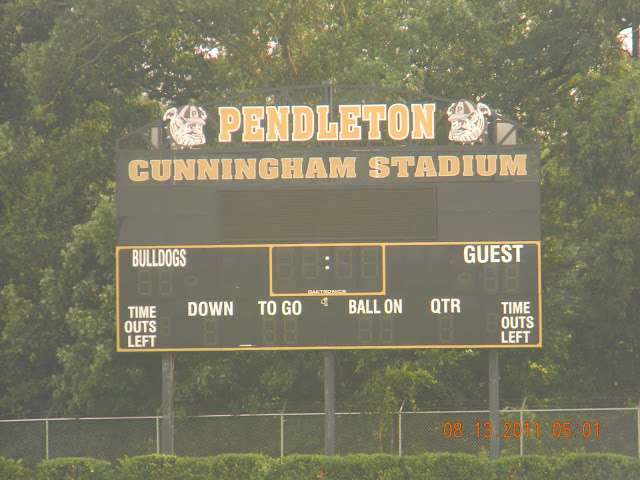 PENDLETON
CUNNINGHAM STADIUM
BULLDOGS : GUEST
DAKTRONICS
TIME OUTS LEFT DOWN TO GO BALL ON QTR TIME OUTS LEFT
08.13.2011 05:01